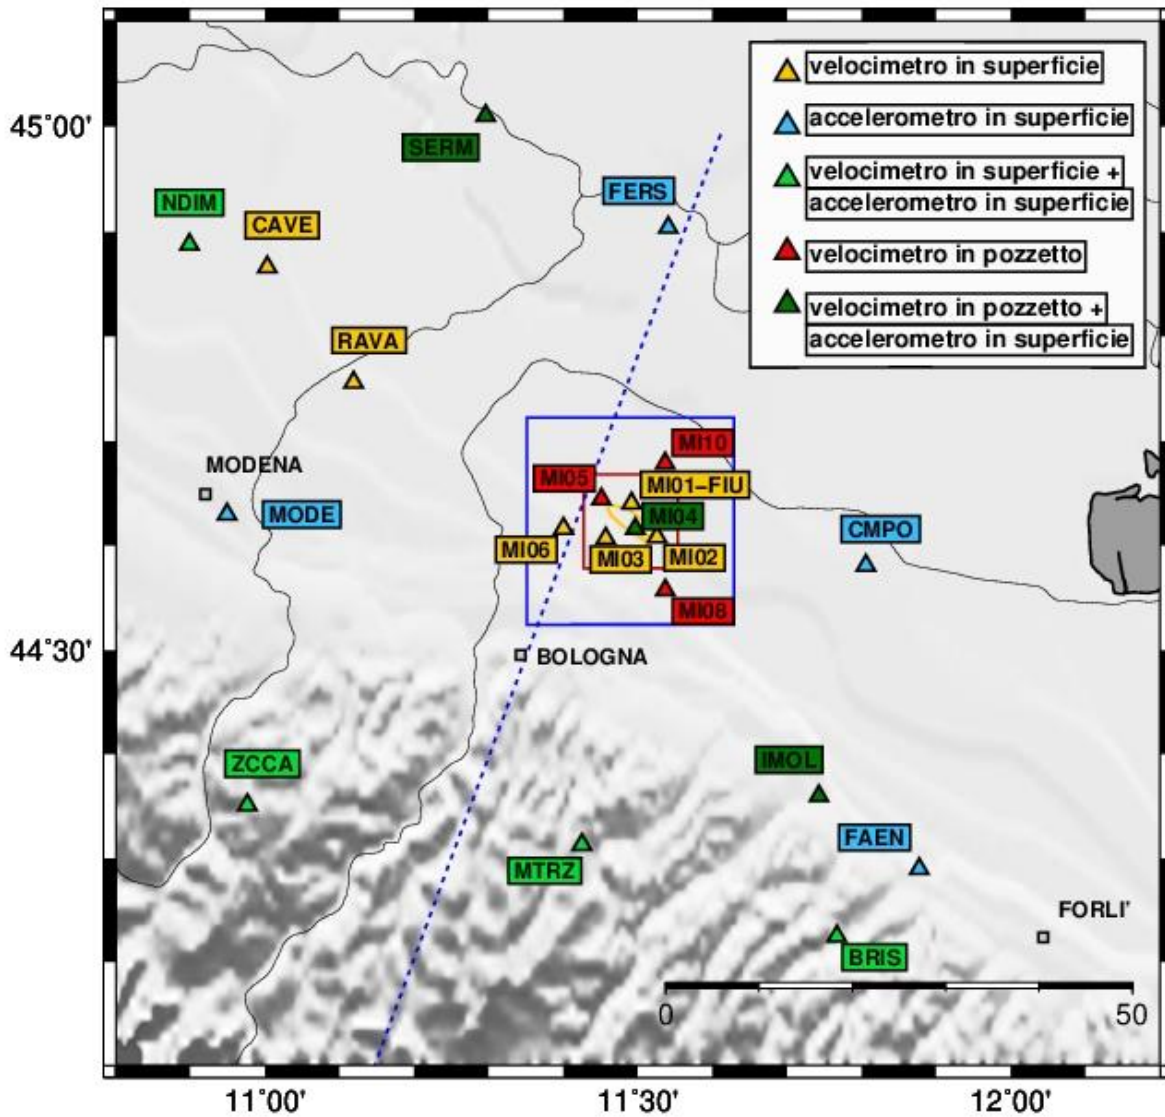 velocimetro in superficie
accelerometro in superficie
velocimetro in superficie +
accelerometro in superficie
velocimetro in pozzetto
velocimetro in pozzetto +
accelerometro in superficie
45°00'
SERM
FERS
NDIM
CAVE
RAVA
MI10
MODENA
MI05
MI01-FIU
MODE
MI04
CMPO
MI06
MI03
MI02
MI08
44°30'
BOLOGNA
ZCCA
IMOL
FAEN
MTRZ
FORLI'
BRIS
0
50
11°00'
11°30'
12°00'